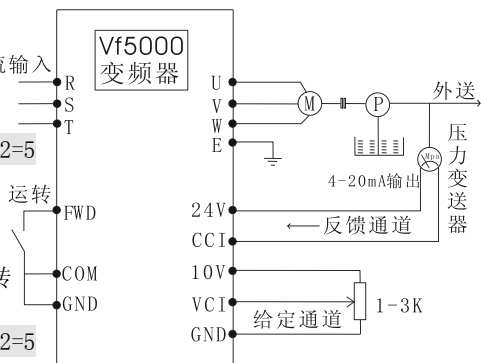 Vf5000
变频器
流输入
R
S
T
2=5
运转
FWD
COM
转
GND
2=5
U
V
W
E
24V
CCI
10V
VCI
GND
M
P
外送
压力变送器
Mpa
4-20mA输出
反馈通道
给定通道
1-3K